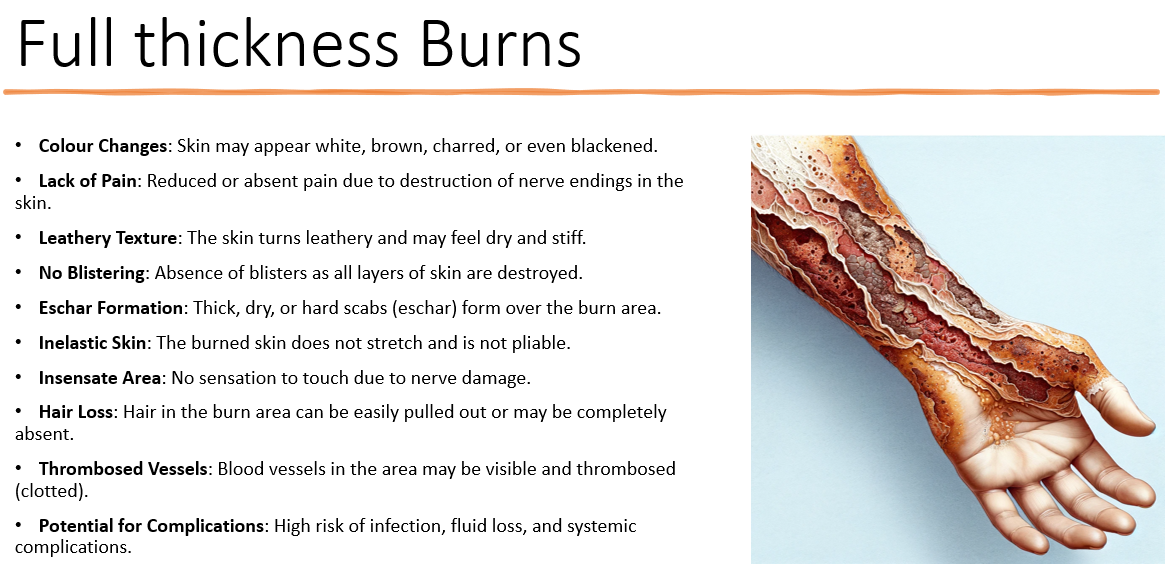 Full thickness Burns
• Colour Changes: Skin may appear white, brown, charred, or even blackened.
• Lack of Pain: Reduced or absent pain due to destruction of nerve endings in the
skin.
• Leathery Texture: The skin turns leathery and may feel dry and stiff.
• No Blistering: Absence of blisters as all layers of skin are destroyed.
• Eschar Formation: Thick, dry, or hard scabs (eschar) form over the burn area.
• Inelastic Skin: The burned skin does not stretch and is not pliable.
• Insensate Area: No sensation to touch due to nerve damage.
• Hair Loss: Hair in the burn area can be easily pulled out or may be completely
absent.
• Thrombosed Vessels: Blood vessels in the area may be visible and thrombosed
(clotted).
• Potential for Complications: High risk of infection, fluid loss, and systemic
complications.